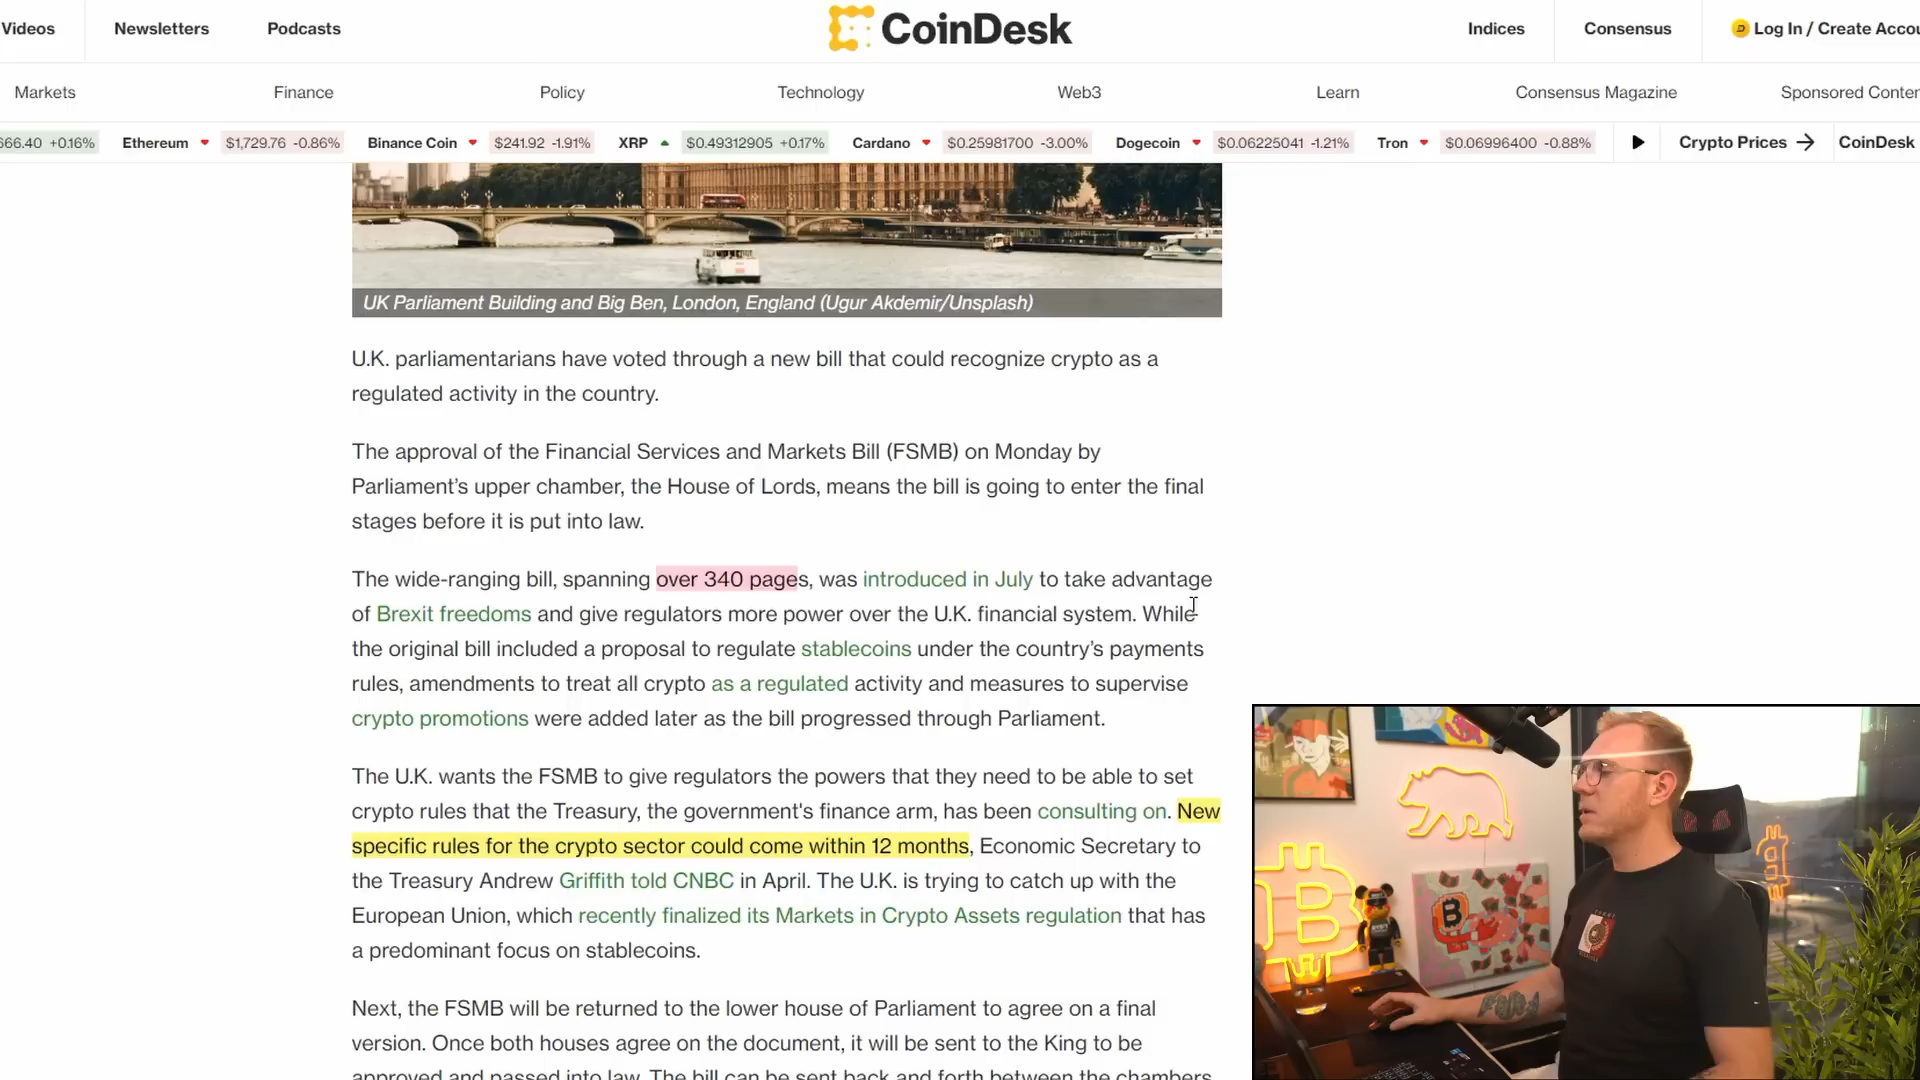 Videos
Newsletters
Podcasts
CoinDesk
Indices
Consensus
Log In / Create Accou
Markets
Finance
Policy
Technology
Web3
Learn
Consensus Magazine
Sponsored Conten
666.40 +0.16%
Ethereum $1,729.76 -0.86%
Binance Coin $241.92 -1.91%
XRP $0.49312905 +0.17%
Cardano $0.25981700 -3.00%
Dogecoin $0.06225041 -1.21%
Tron $0.06996400 -0.88%
Crypto Prices
CoinDesk
UK Parliament Building and Big Ben, London, England (Ugur Akdemir/Unsplash)
U.K. parliamentarians have voted through a new bill that could recognize crypto as a
regulated activity in the country.
The approval of the Financial Services and Markets Bill (FSMB) on Monday by
Parliament’s upper chamber, the House of Lords, means the bill is going to enter the final
stages before it is put into law.
The wide-ranging bill, spanning over 340 pages, was introduced in July to take advantage
of Brexit freedoms and give regulators more power over the U.K. financial system. While
the original bill included a proposal to regulate stablecoins under the country’s payments
rules, amendments to treat all crypto as a regulated activity and measures to supervise
crypto promotions were added later as the bill progressed through Parliament.
The U.K. wants the FSMB to give regulators the powers that they need to be able to set
crypto rules that the Treasury, the government's finance arm, has been consulting on. New
specific rules for the crypto sector could come within 12 months, Economic Secretary to
the Treasury Andrew Griffith told CNBC in April. The U.K. is trying to catch up with the
European Union, which recently finalized its Markets in Crypto Assets regulation that has
a predominant focus on stablecoins.
Next, the FSMB will be returned to the lower house of Parliament to agree on a final
version. Once both houses agree on the document, it will be sent to the King to be
approved and passed into law. The bill can be sent back and forth between the chambers